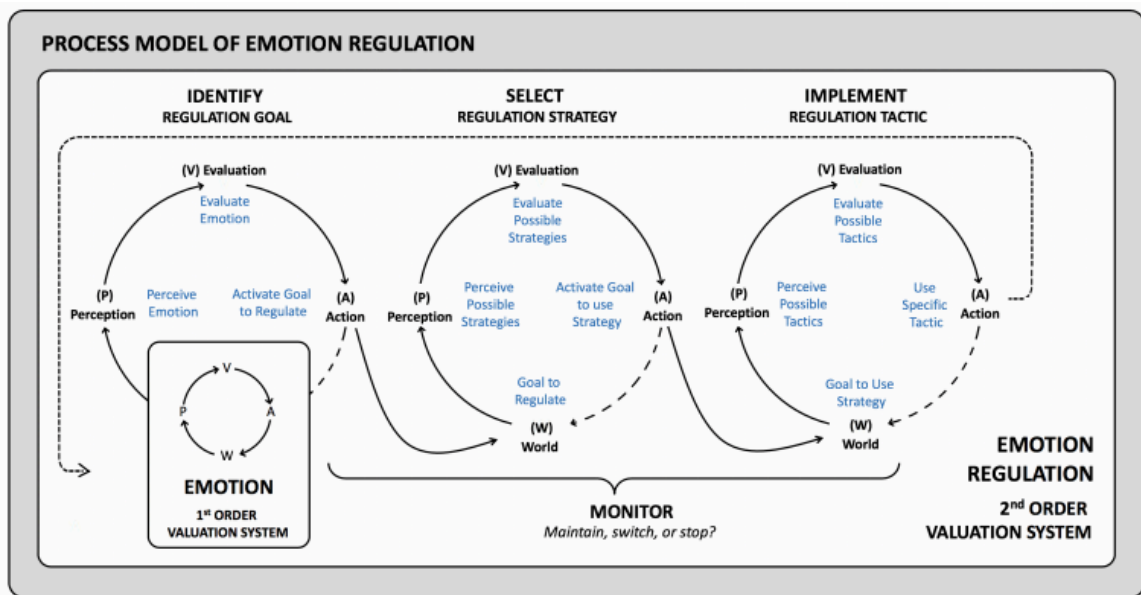 PROCESS MODEL OF EMOTION REGULATION
IDENTIFY
REGULATION GOAL
SELECT
REGULATION STRATEGY
IMPLEMENT
REGULATION TACTIC
(V) Evaluation
Evaluate
Emotion
(P)
Perception
Perceive
Emotion
Activate Goal
to Regulate
(A)
Action
V
P
A
W
EMOTION
1st ORDER
VALUATION SYSTEM
(V) Evaluation
Evaluate
Possible
Strategies
(P)
Perception
Perceive
Possible
Strategies
Activate Goal
to use
Strategy
(A)
Action
Goal to
Regulate
(W)
World
(V) Evaluation
Evaluate
Possible
Tactics
(P)
Perception
Perceive
Possible
Tactics
Use
Specific
Tactic
(A)
Action
Goal to Use
Strategy
(W)
World
MONITOR
Maintain, switch, or stop?
EMOTION
REGULATION
2nd ORDER
VALUATION SYSTEM